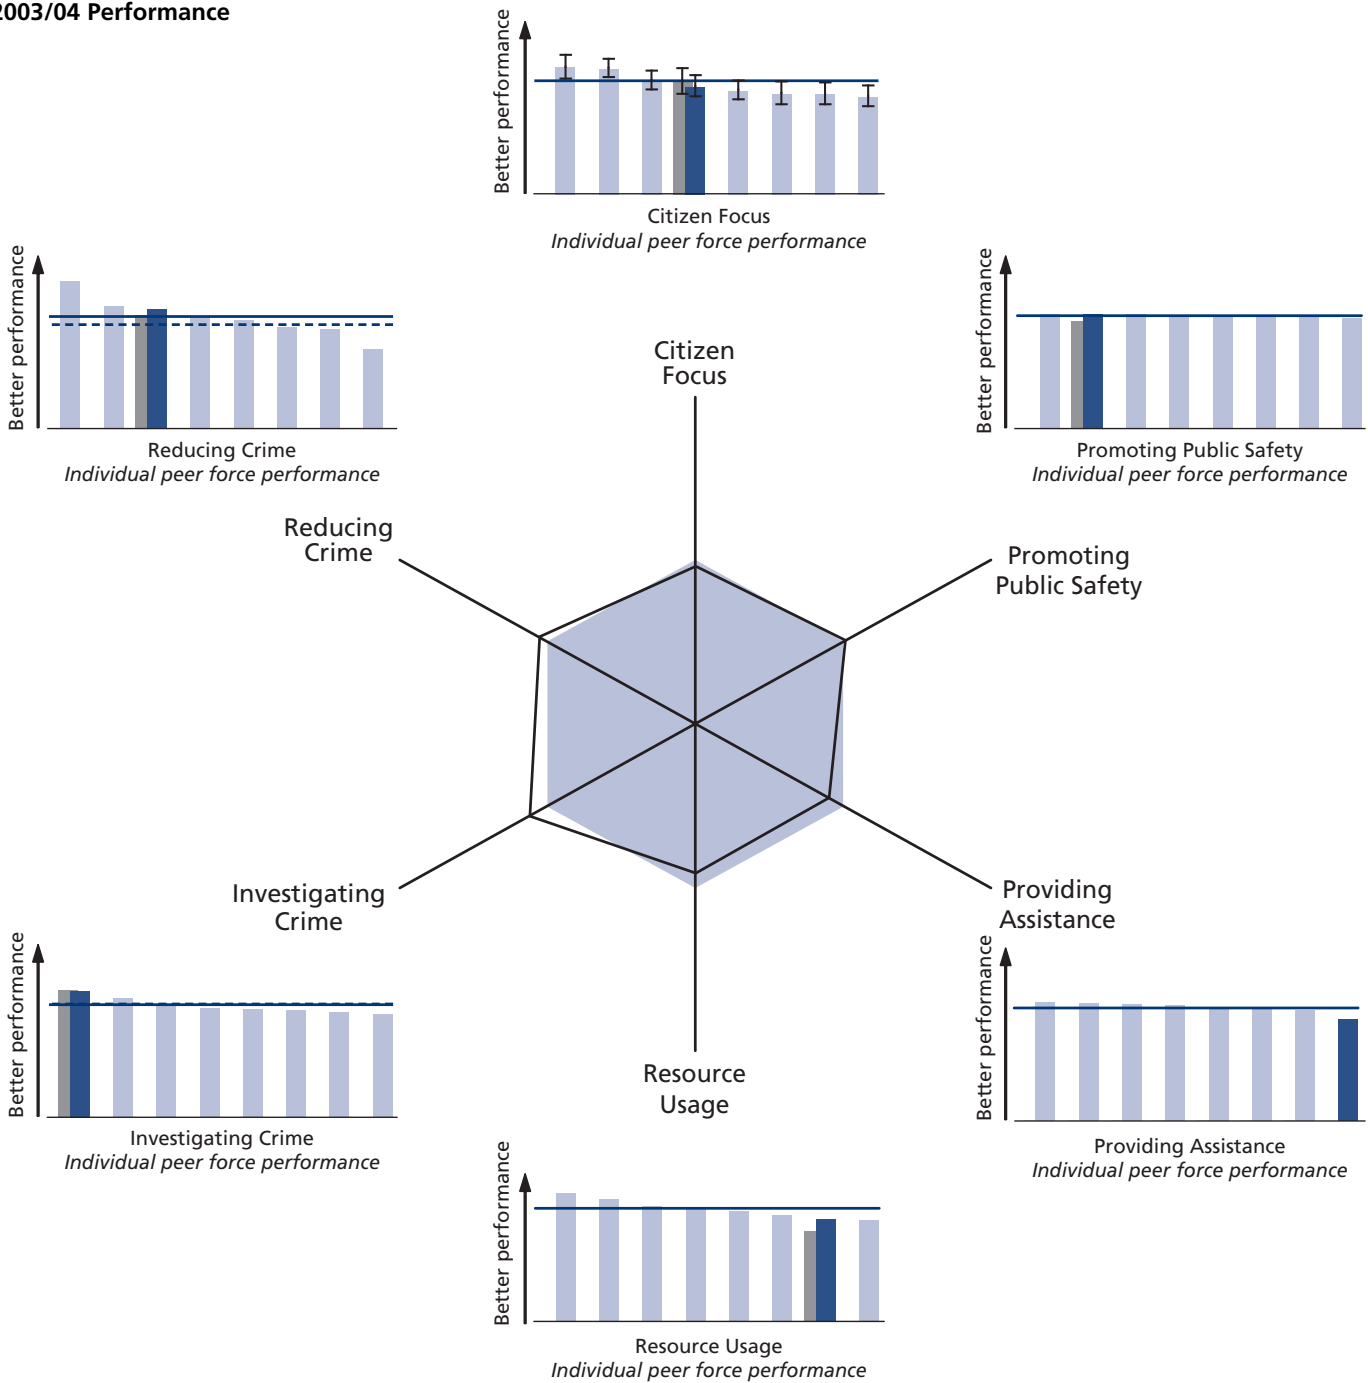 2003/04 Performance
Better performance
Citizen Focus
Individual peer force performance
Better performance
Reducing Crime
Individual peer force performance
Better performance
Promoting Public Safety
Individual peer force performance
Citizen
Focus
Reducing
Crime
Promoting
Public Safety
Investigating
Crime
Providing
Assistance
Resource
Usage
Better performance
Investigating Crime
Individual peer force performance
Better performance
Providing Assistance
Individual peer force performance
Better performance
Resource Usage
Individual peer force performance